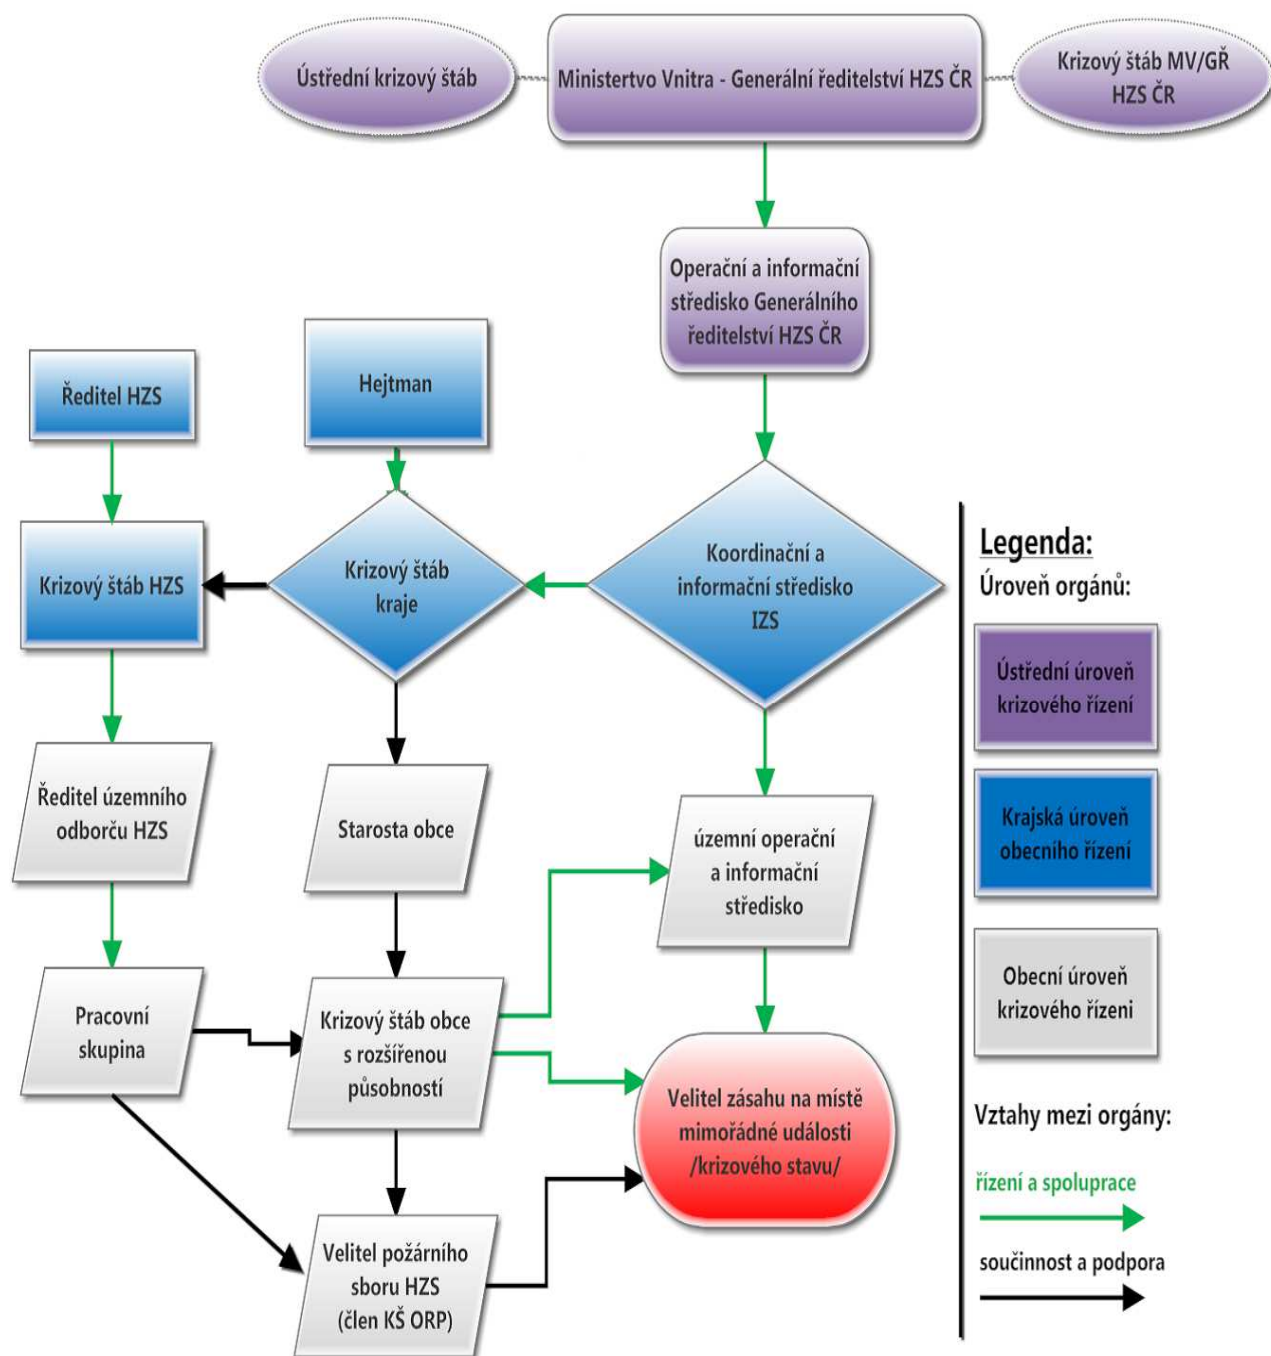 Ústřední krizový štáb
Ministertvo Vnitra - Generální ředitelství HZS ČR
Krizový štáb MV/GŘ
HZS ČR
Operační a informační
středisko Generálního
ředitelství HZS ČR
Ředitel HZS
Hejtman
Krizový štáb HZS
Krizový štáb
kraje
Koordinační a
informační středisko
IZS
Ředitel územního
odborču HZS
Starosta obce
územní operační
a informační
středisko
Pracovní
skupina
Krizový štáb obce
s rozšířenou
působností
Velitel zásahu na místě
mimořádné události
/krizového stavu/
Velitel požárního
sboru HZS
(člen KŠ ORP)
Legenda:
Úroveň orgánů:
Ústřední úroveň
krizového řízení
Krajská úroveň
obecního řízení
Obecní úroveň
krizového řízeni
Vztahy mezi orgány:
řízení a spoluprace
součinnost a podpora